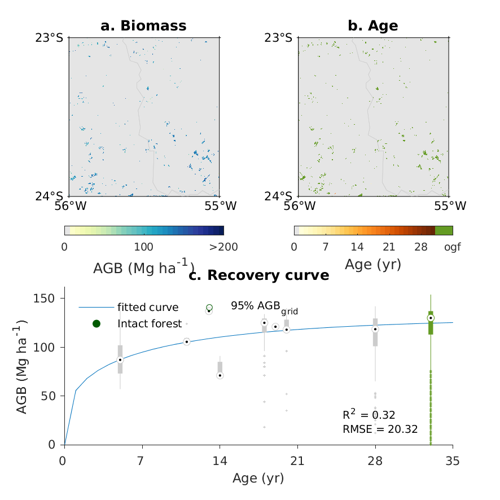 a. Biomass
b. Age
23°S
24°S
56°W
55°W
23°S
24°S
56°W
55°W
0
100
>200
AGB (Mg ha⁻¹)
0
7
14
21
28
ogf
Age (yr)
c. Recovery curve
AGB (Mg ha⁻¹)
150
100
50
0
fitted curve
95% AGB_grid
Intact forest
R² = 0.32
RMSE = 20.32
0
7
14
21
28
35
Age (yr)